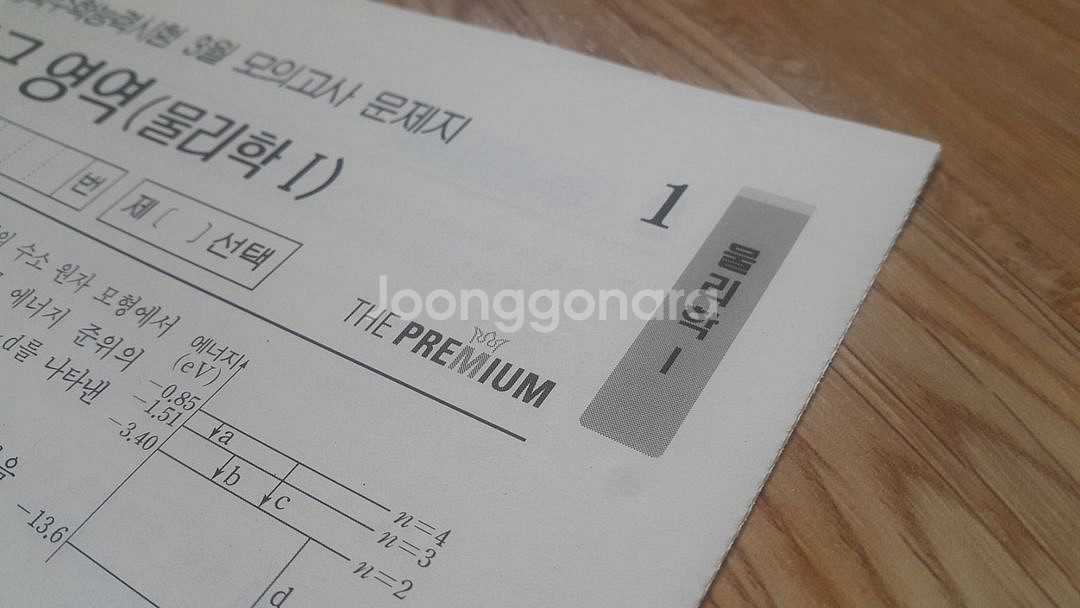 3월 모의고사 문제지
영역(물리학 I)
1
번
제( )선택
물리학 I
수소 원자 모형에서
에너지 준위의
d를 나타낸
THE PREMIUM
에너지
(eV)
-0.85
-1.51
-3.40
-13.6
a
b
c
d
n=4
n=3
n=2
Joonggonara